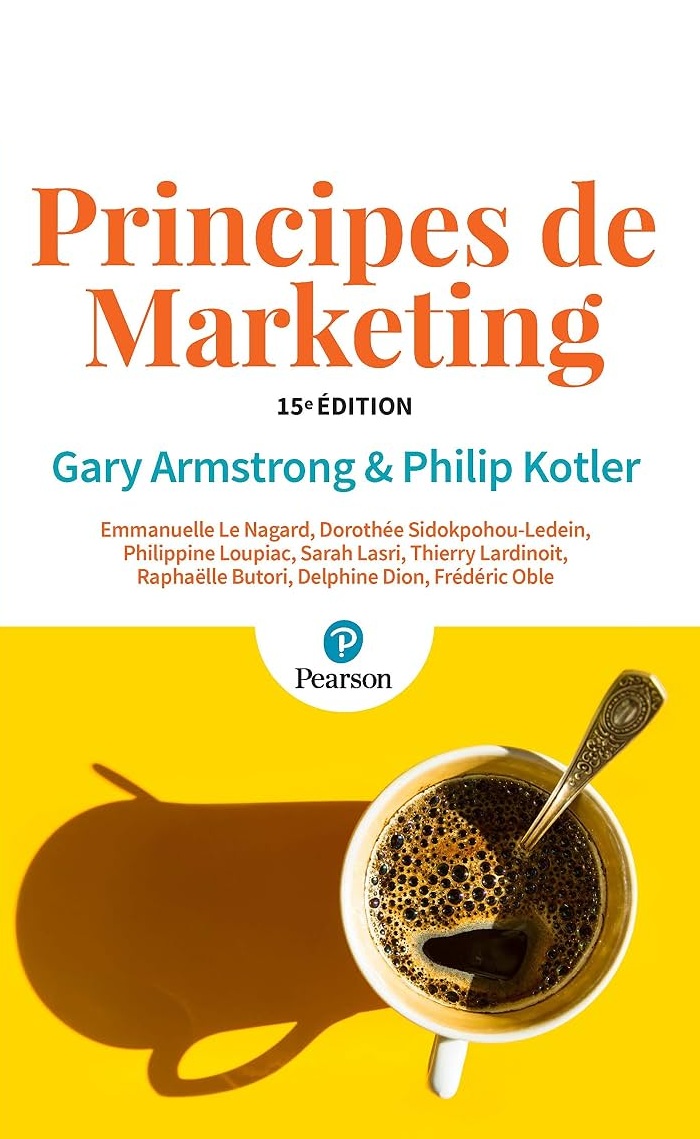 Principes de
Marketing
15e ÉDITION
Gary Armstrong & Philip Kotler
Emmanuelle Le Nagard, Dorothée Sidokpohou-Ledein,
Philippine Loupiac, Sarah Lasri, Thierry Lardinoit,
Raphaëlle Butori, Delphine Dion, Frédéric Oble
P
Pearson